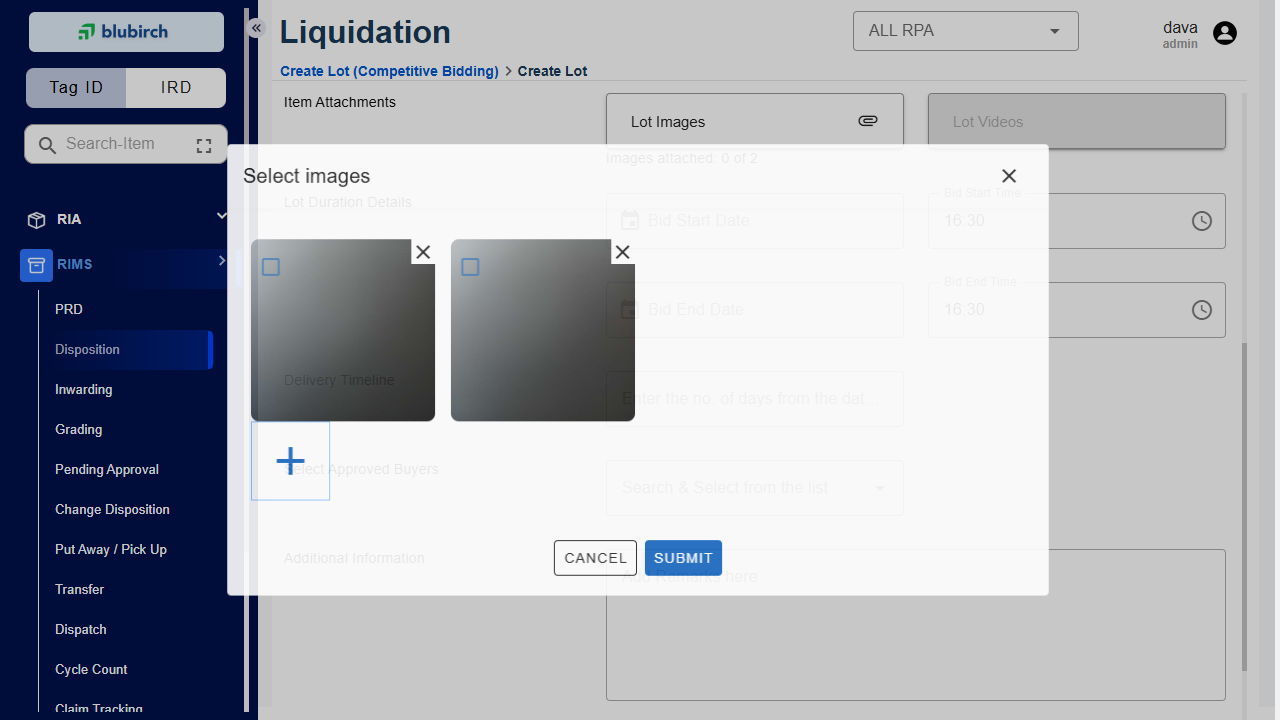 blubirch
Liquidation
ALL RPA
dava
admin
Tag ID
IRD
Create Lot (Competitive Bidding) > Create Lot
Search-Item
Item Attachments
Lot Images
Lot Videos
Images attached: 0 of 2
Select images
Lot Duration Details
Bid Start Date
Bid Start Time
16:30
RIA
RIMS
Bid End Date
Bid End Time
16:30
PRD
Disposition
Inwarding
Grading
Pending Approval
Change Disposition
Put Away / Pick Up
Transfer
Dispatch
Cycle Count
Claim Tracking
Delivery Timeline
Enter the no. of days from the dat
Select Approved Buyers
Search & Select from the list
Additional Information
Add Remarks here
CANCEL
SUBMIT